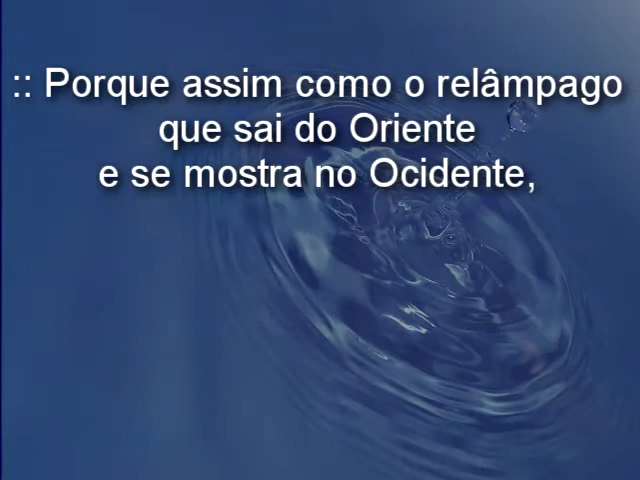 :: Porque assim como o relâmpago
que sai do Oriente
e se mostra no Ocidente,